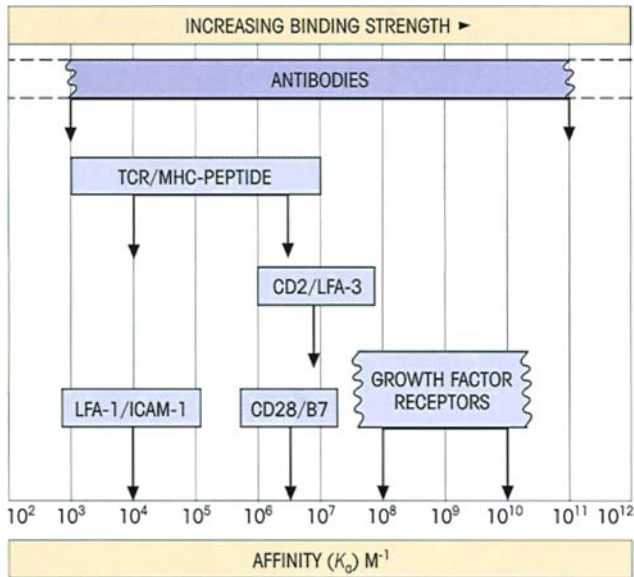 INCREASING BINDING STRENGTH ►
ANTIBODIES
TCR/MHC-PEPTIDE
CD2/LFA-3
GROWTH FACTOR
RECEPTORS
LFA-1/ICAM-1
CD28/B7
10² 10³ 10⁴ 10⁵ 10⁶ 10⁷ 10⁸ 10⁹ 10¹⁰ 10¹¹ 10¹²
AFFINITY (Kₐ) M⁻¹